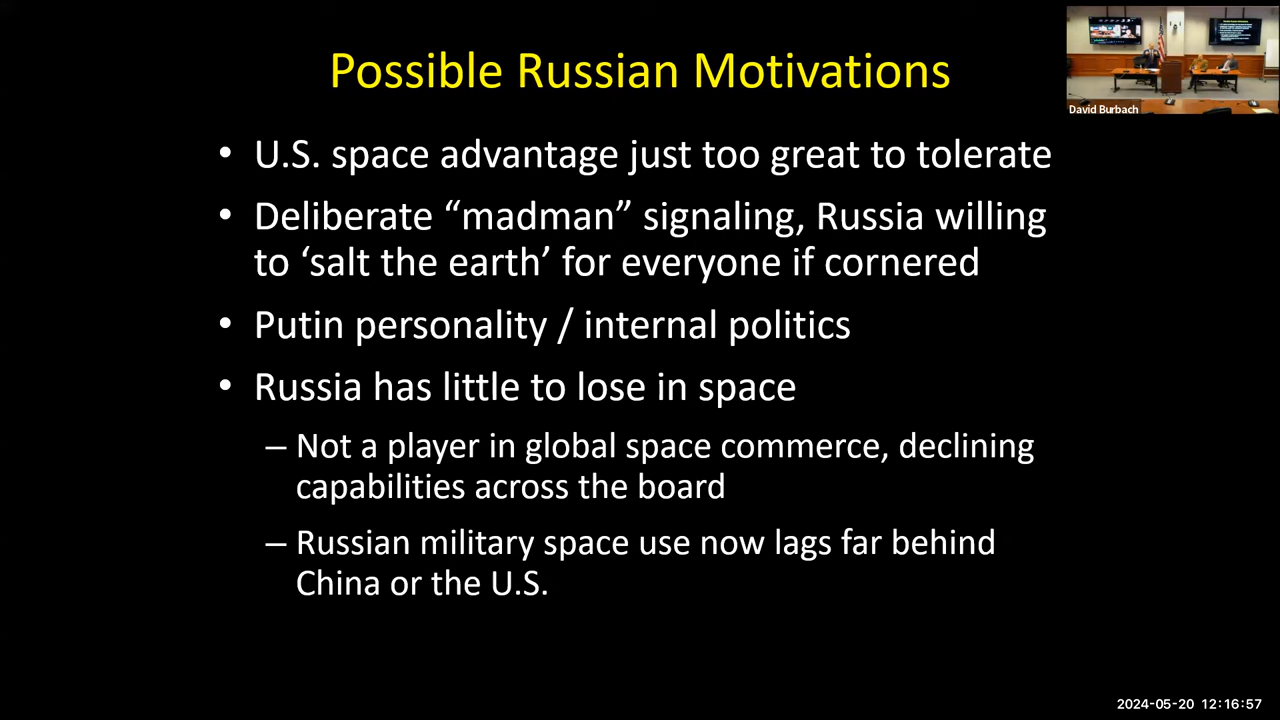 Possible Russian Motivations
David Burbach
• U.S. space advantage just too great to tolerate
• Deliberate “madman” signaling, Russia willing
to ‘salt the earth’ for everyone if cornered
• Putin personality / internal politics
• Russia has little to lose in space
– Not a player in global space commerce, declining
capabilities across the board
– Russian military space use now lags far behind
China or the U.S.
2024-05-20 12:16:57